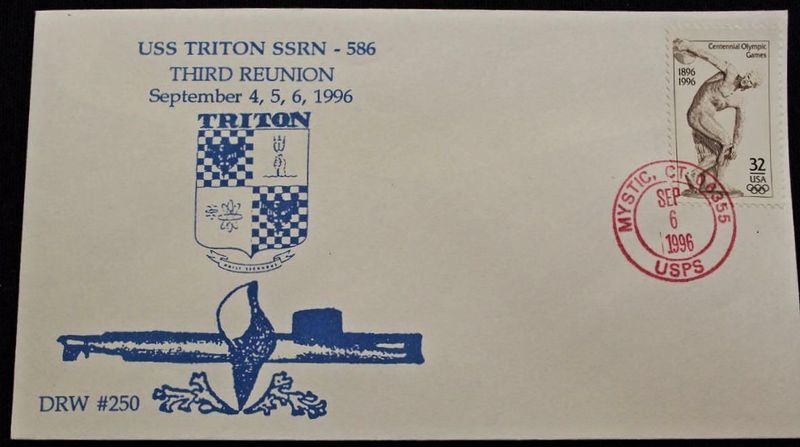 USS TRITON SSRN - 586
THIRD REUNION
September 4, 5, 6, 1996
TRITON
DRW #250
Centennial Olympic
Games
1896
1996
32
USA
MYSTIC, CT 06355
SEP
6
1996
USPS